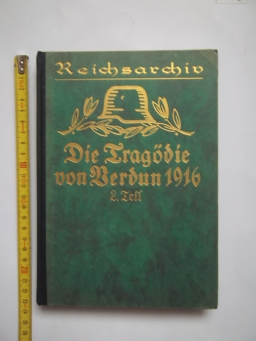 Reichsarchiv
Die Tragödie
von Verdun 1916
2. Teil